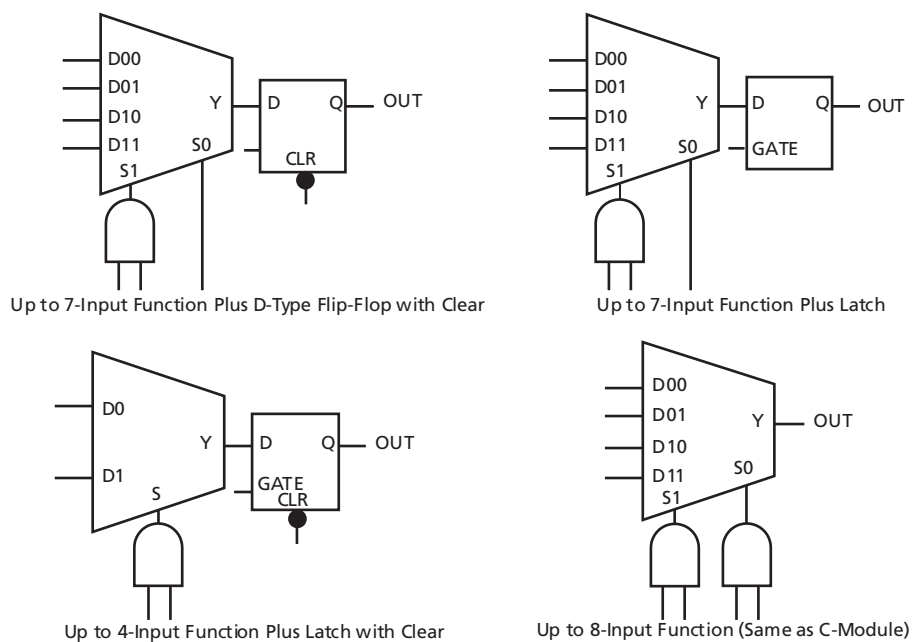 D00
D01
D10
D11
S1
S0
Y
D
Q
CLR
OUT
Up to 7-Input Function Plus D-Type Flip-Flop with Clear
D00
D01
D10
D11
S1
S0
Y
D
Q
GATE
OUT
Up to 7-Input Function Plus Latch
D0
D1
S
Y
D
Q
GATE
CLR
OUT
Up to 4-Input Function Plus Latch with Clear
D00
D01
D10
D11
S1
S0
Y
OUT
Up to 8-Input Function (Same as C-Module)